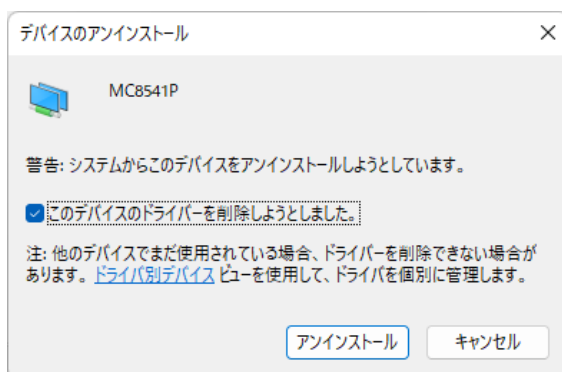 デバイスのアンインストール
MC8541P
警告: システムからこのデバイスをアンインストールしようとしています。
このデバイスのドライバーを削除しようとしました。
注: 他のデバイスでまだ使用されている場合、ドライバーを削除できない場合が
あります。ドライバ別デバイス ビューを使用して、ドライバを個別に管理します。
アンインストール
キャンセル